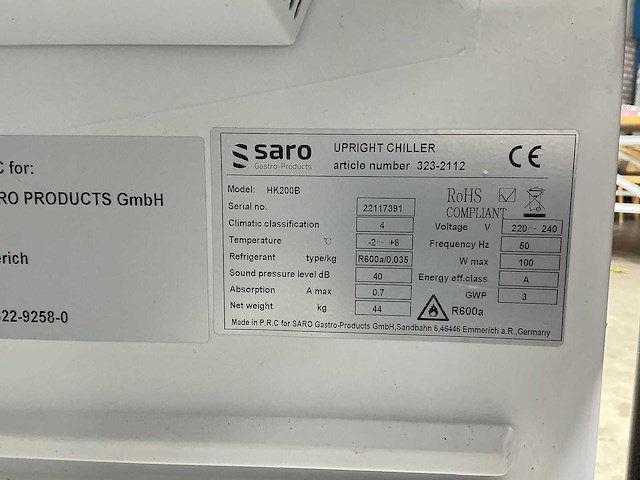 C for:
RO PRODUCTS GmbH
erich
22-9258-0
saro
Gastro-Products
UPRIGHT CHILLER
article number 323-2112
CE
Model: HK200B
Serial no. 22117391
Climatic classification 4
Temperature °C -2~ +8
Refrigerant type/kg R600a/0.035
Sound pressure level dB 40
Absorption A max 0.7
Net weight kg 44
RoHS
COMPLIANT
Voltage V 220~ 240
Frequency Hz 50
W max 100
Energy eff.class A
GWP 3
R600a
Made in P.R.C for SARO Gastro-Products GmbH,Sandbahn 6,46446 Emmerich a.R.,Germany